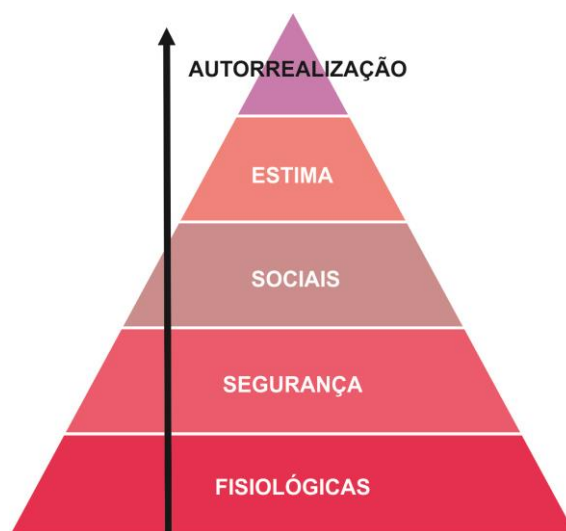 AUTORREALIZAÇÃO
ESTIMA
SOCIAIS
SEGURANÇA
FISIOLÓGICAS